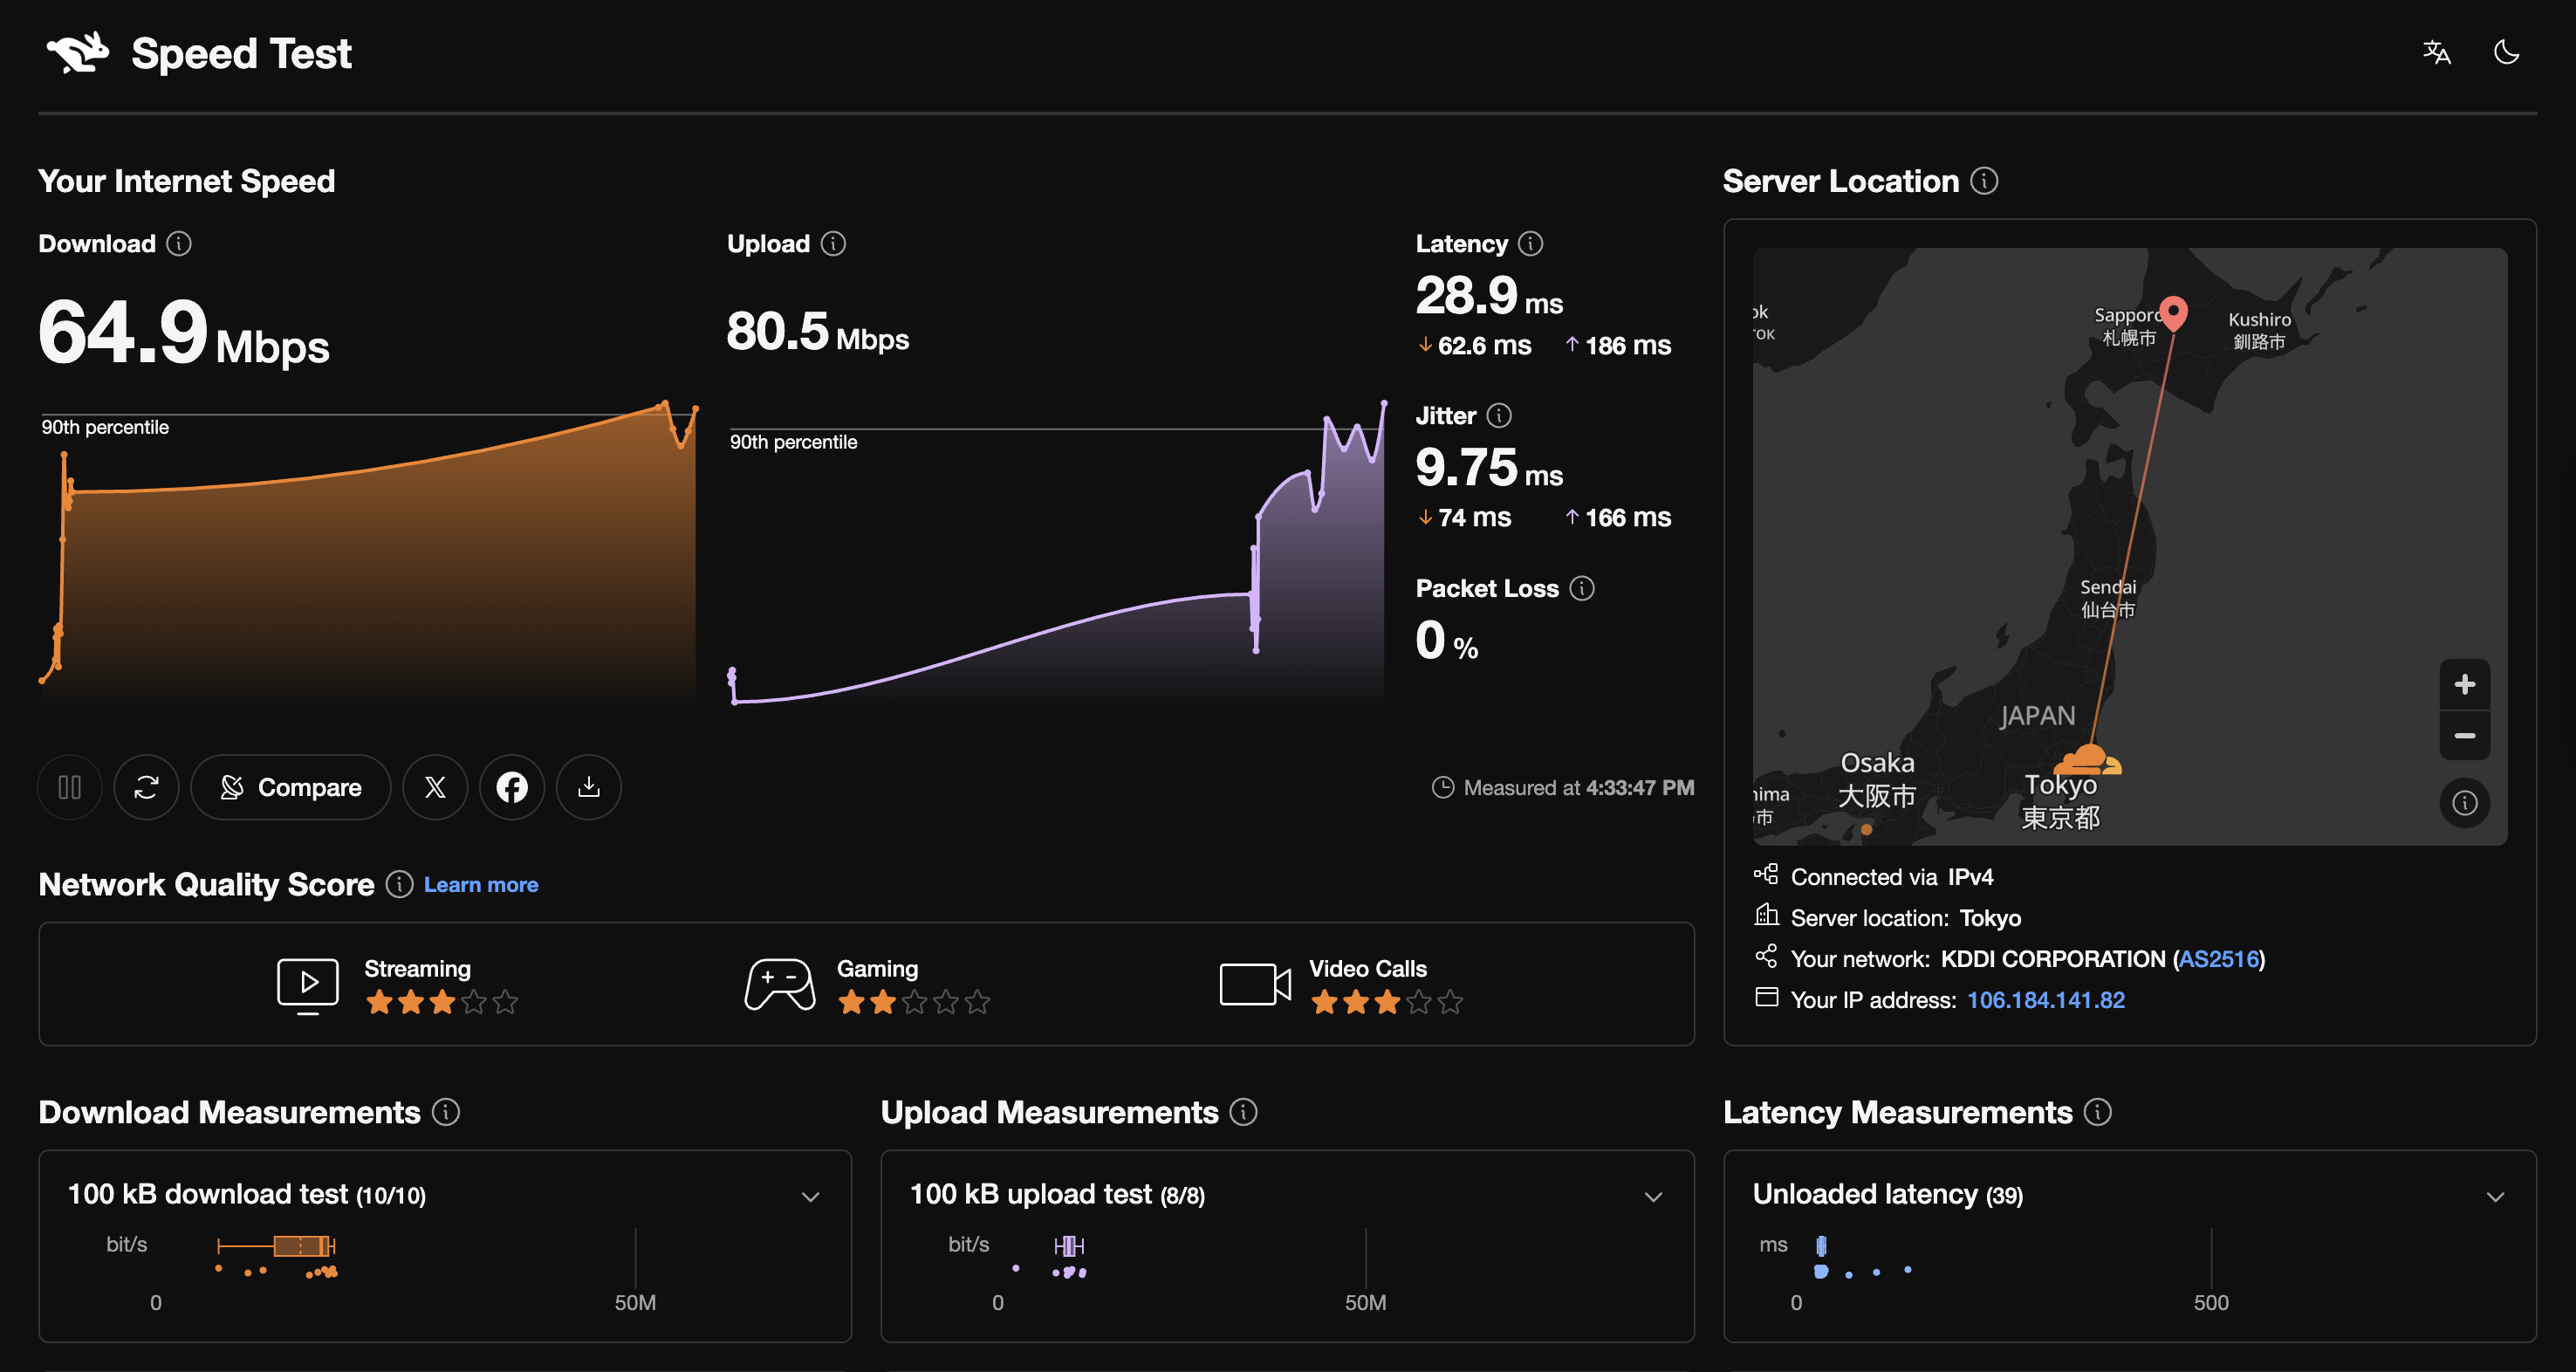 Speed Test
Your Internet Speed
Download
64.9 Mbps
90th percentile
Upload
80.5 Mbps
90th percentile
Latency
28.9 ms
62.6 ms 186 ms
Jitter
9.75 ms
74 ms 166 ms
Packet Loss
0 %
Compare
Measured at 4:33:47 PM
Server Location
ok
ток
Sapporo
札幌市
Kushiro
釧路市
Sendai
仙台市
JAPAN
Osaka
大阪市
Tokyo
東京都
hima
市
Connected via IPv4
Server location: Tokyo
Your network: KDDI CORPORATION (AS2516)
Your IP address: 106.184.141.82
Network Quality Score Learn more
Streaming
Gaming
Video Calls
Download Measurements
100 kB download test (10/10)
bit/s
0 50M
Upload Measurements
100 kB upload test (8/8)
bit/s
0 50M
Latency Measurements
Unloaded latency (39)
ms
0 500